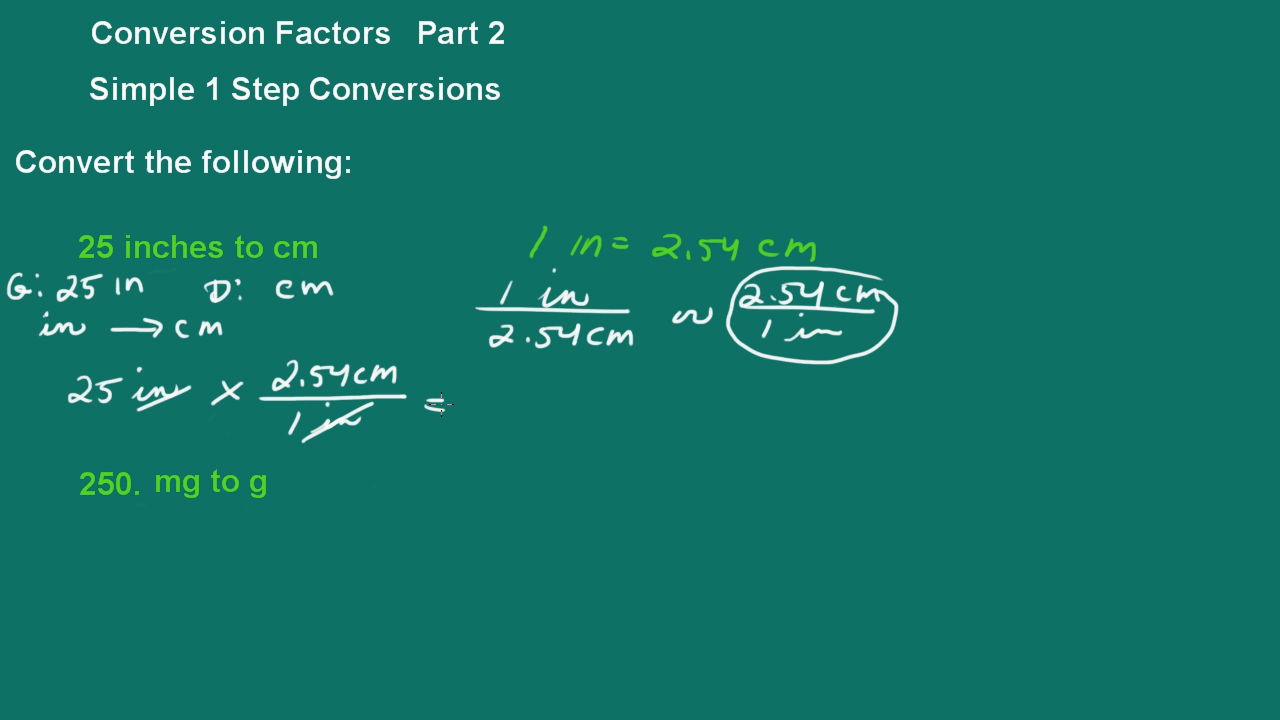 Conversion Factors Part 2
Simple 1 Step Conversions
Convert the following:
25 inches to cm
1 in = 2.54 cm
G: 25 in D: cm
in → cm
1 in
2.54 cm
~
2.54 cm
1 in
25 in × 2.54 cm
1 in
=
250. mg to g